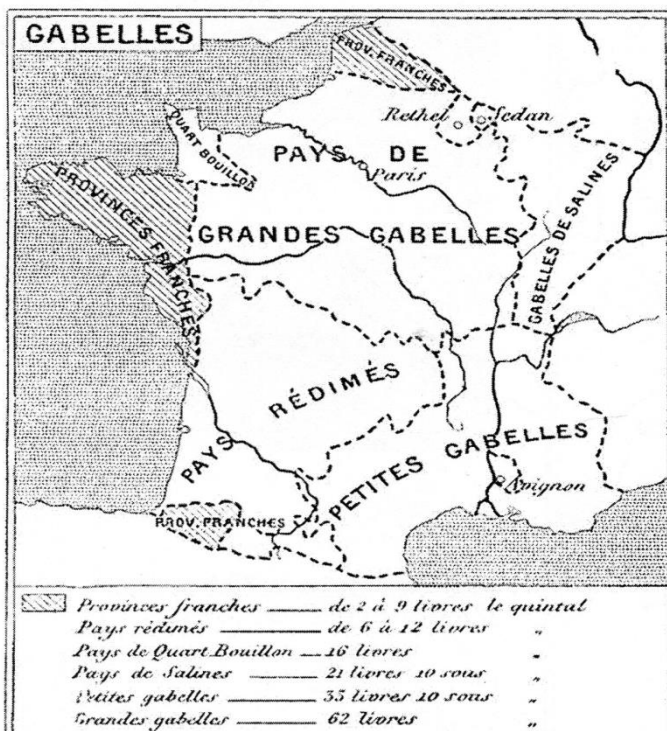 GABELLES
PROV. FRANCHES
Rethel
Sedan
QUART BOUILLON
PAYS DE
Paris
GRANDES GABELLES
GABELLES DE SALINES
PROVINCES FRANCHES
PAYS RÉDIMÉS
PETITES GABELLES
Avignon
PROV. FRANCHES
Provinces franches de 2 à 9 livres le quintal
Pays rédimés de 6 à 12 livres "
Pays de Quart Bouillon 16 livres "
Pays de Salines 21 livres 10 sous "
Petites gabelles 33 livres 10 sous "
Grandes gabelles 62 livres "